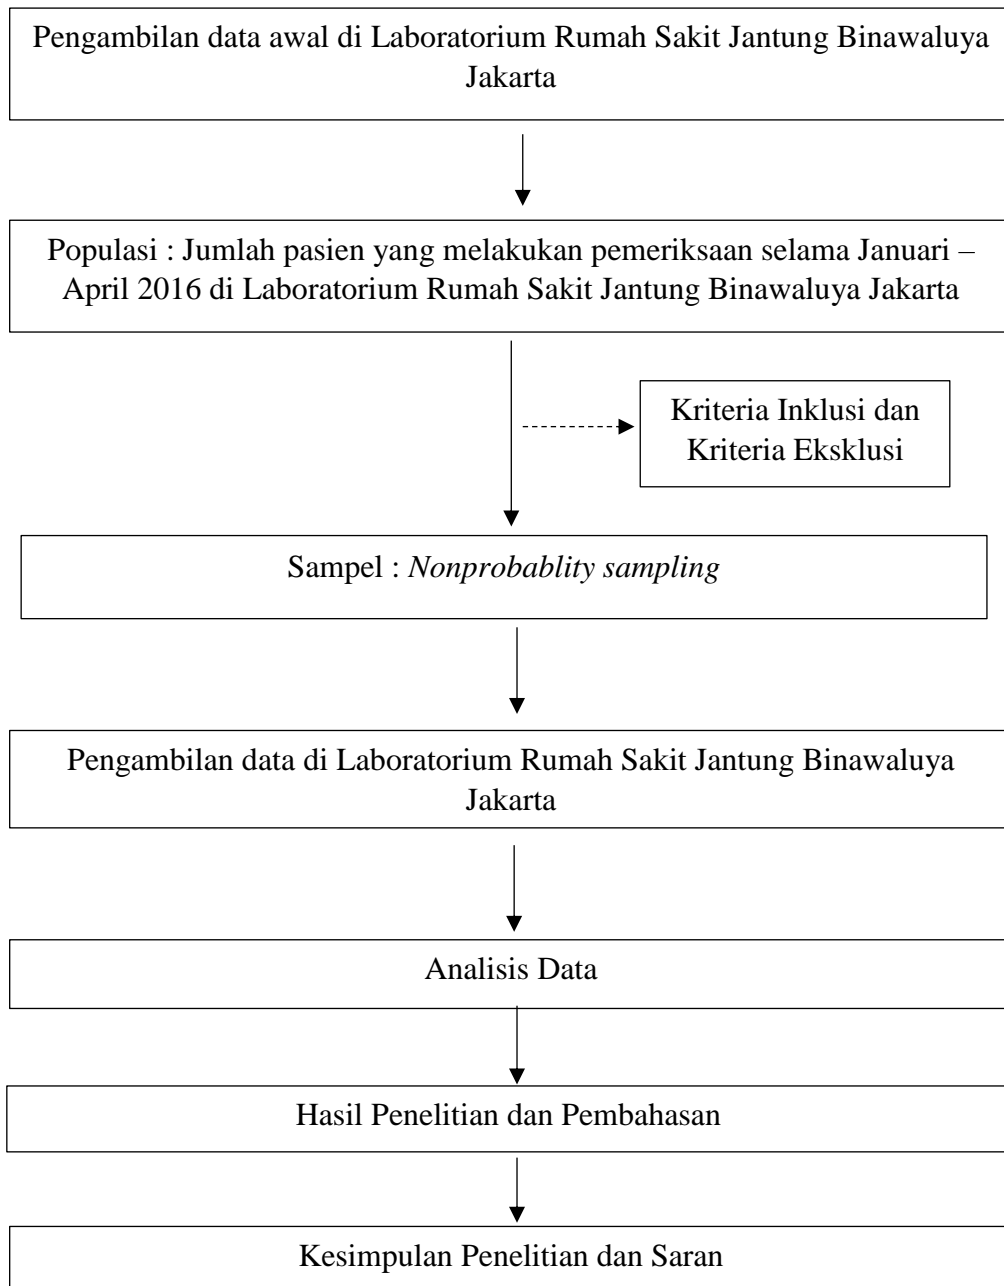 Pengambilan data awal di Laboratorium Rumah Sakit Jantung Binawaluya
Jakarta
Populasi : Jumlah pasien yang melakukan pemeriksaan selama Januari –
April 2016 di Laboratorium Rumah Sakit Jantung Binawaluya Jakarta
Kriteria Inklusi dan
Kriteria Eksklusi
Sampel : Nonprobablity sampling
Pengambilan data di Laboratorium Rumah Sakit Jantung Binawaluya
Jakarta
Analisis Data
Hasil Penelitian dan Pembahasan
Kesimpulan Penelitian dan Saran